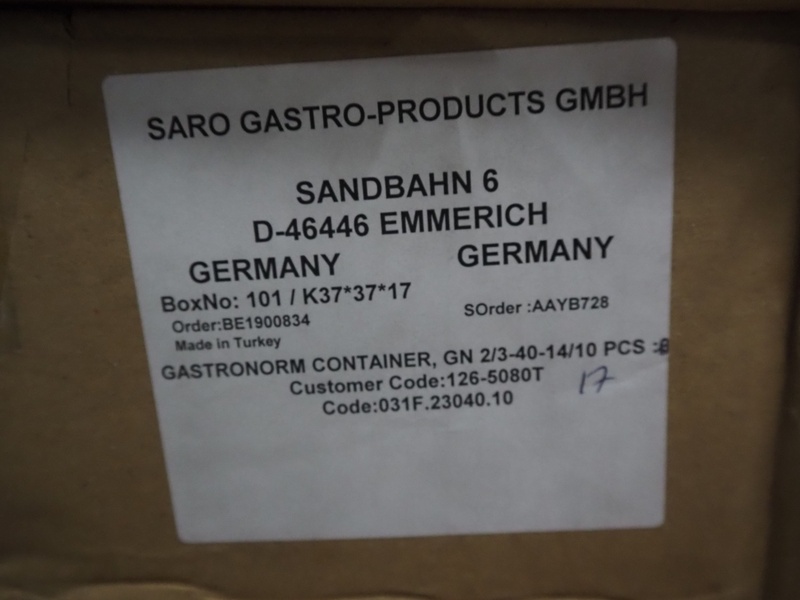 SARO GASTRO-PRODUCTS GMBH
SANDBAHN 6
D-46446 EMMERICH
GERMANY GERMANY
BoxNo: 101 / K37*37*17 SOrder :AAYB728
Order:BE1900834
Made in Turkey
GASTRONORM CONTAINER, GN 2/3-40-14/10 PCS :
Customer Code:126-5080T 17
Code:031F.23040.10